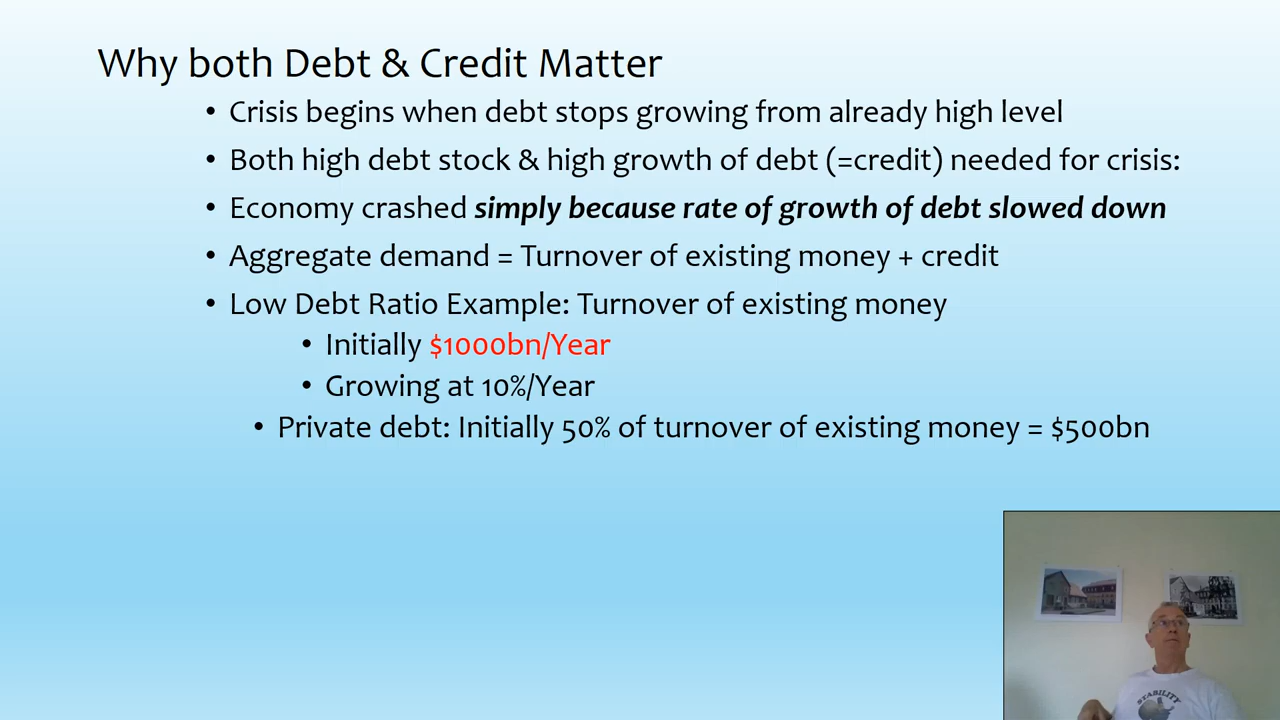 Why both Debt & Credit Matter
• Crisis begins when debt stops growing from already high level
• Both high debt stock & high growth of debt (=credit) needed for crisis:
• Economy crashed simply because rate of growth of debt slowed down
• Aggregate demand = Turnover of existing money + credit
• Low Debt Ratio Example: Turnover of existing money
• Initially $1000bn/Year
• Growing at 10%/Year
• Private debt: Initially 50% of turnover of existing money = $500bn
STABILITY